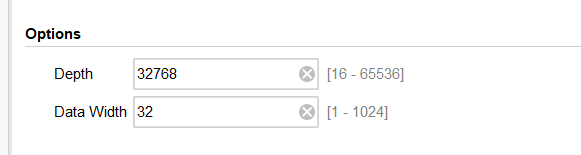 Options
Depth 32768 [16 - 65536]
Data Width 32 [1 - 1024]